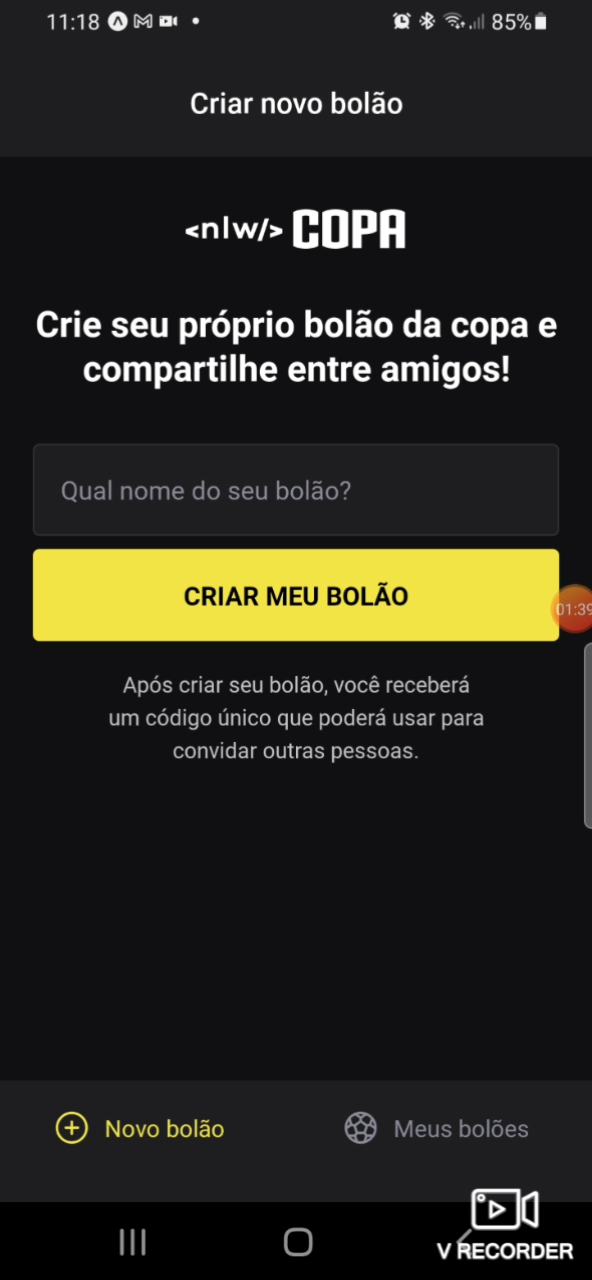 11:18 85%
Criar novo bolão
<nlw/> COPA
Crie seu próprio bolão da copa e
compartilhe entre amigos!
Qual nome do seu bolão?
CRIAR MEU BOLÃO
01:39
Após criar seu bolão, você receberá
um código único que poderá usar para
convidar outras pessoas.
Novo bolão Meus bolões
V RECORDER